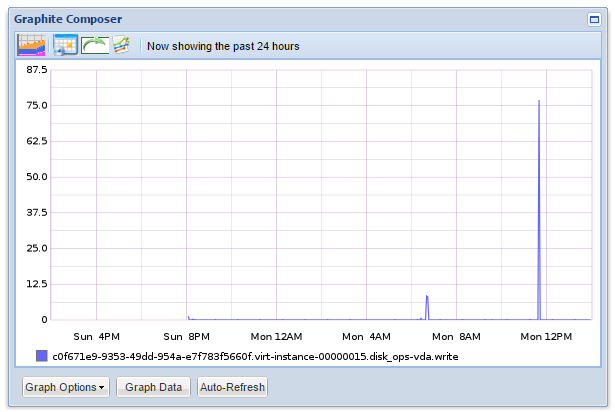 Graphite Composer
Now showing the past 24 hours
87.5
75.0
62.5
50.0
37.5
25.0
12.5
0
Sun 4PM Sun 8PM Mon 12AM Mon 4AM Mon 8AM Mon 12PM
c0f671e9-9353-49dd-954a-e7f783f5660f.virt-instance-00000015.disk_ops-vda.write
Graph Options Graph Data Auto-Refresh